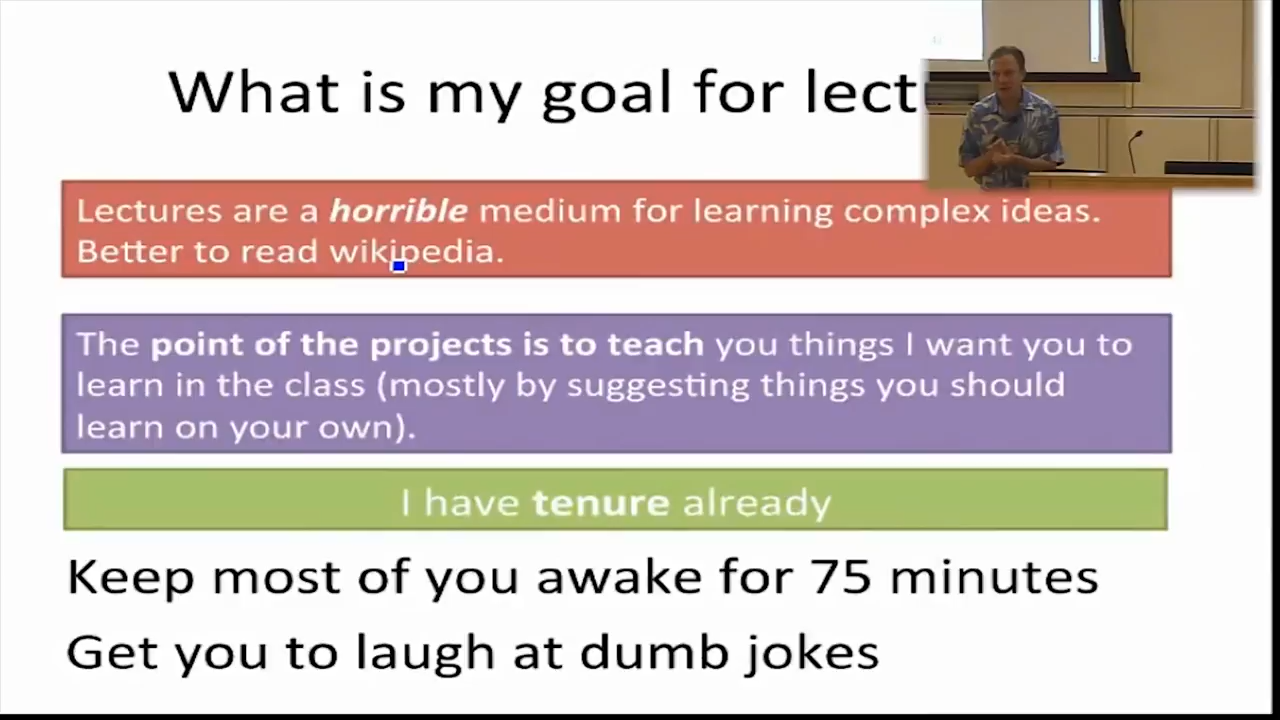 What is my goal for lect
Lectures are a horrible medium for learning complex ideas.
Better to read wikipedia.
The point of the projects is to teach you things I want you to
learn in the class (mostly by suggesting things you should
learn on your own).
I have tenure already
Keep most of you awake for 75 minutes
Get you to laugh at dumb jokes